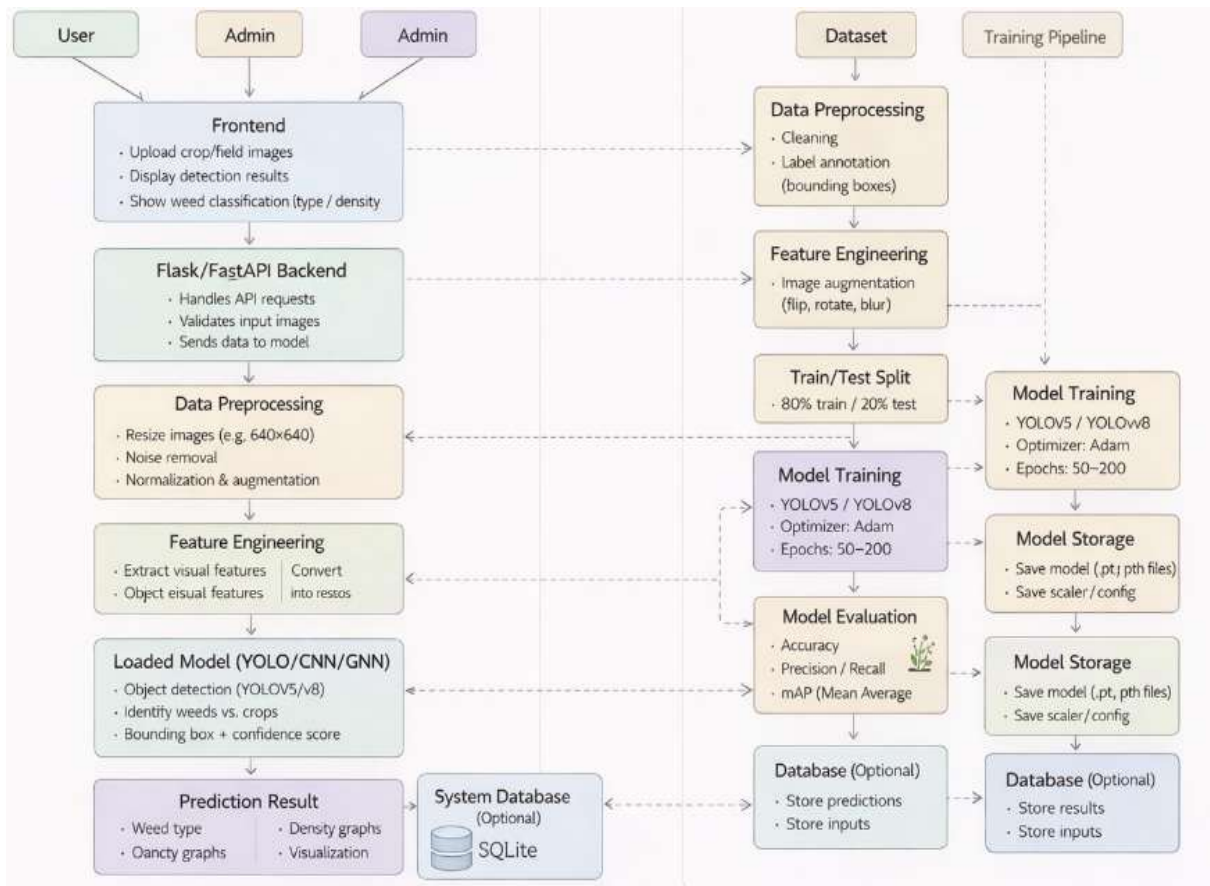 User
Admin
Admin
Frontend
· Upload crop/field images
· Display detection results
· Show weed classification (type / density
Flask/FastAPI Backend
· Handles API requests
· Validates input images
· Sends data to model
Data Preprocessing
· Resize images (e.g. 640×640)
· Noise removal
· Normalization & augmentation
Feature Engineering
· Extract visual features
· Object eisual features
Convert
into restos
Loaded Model (YOLO/CNN/GNN)
· Object detection (YOLOV5/v8)
· Identify weeds vs. crops
· Bounding box + confidence score
Prediction Result
· Weed type
· Oancty graphs
· Density graphs
· Visualization
System Database
(Optional)
SQLite
Dataset
Training Pipeline
Data Preprocessing
· Cleaning
· Label annotation
(bounding boxes)
Feature Engineering
· Image augmentation
(flip, rotate, blur)
Train/Test Split
· 80% train / 20% test
Model Training
· YOLOV5 / YOLOv8
· Optimizer: Adam
· Epochs: 50–200
Model Evaluation
· Accuracy
· Precision / Recall
· mAP (Mean Average
Database (Optional)
· Store predictions
· Store inputs
Model Training
· YOLOV5 / YOLOvv8
· Optimizer: Adam
· Epochs: 50–200
Model Storage
· Save model (.pt; pth files)
· Save scaler/config
Model Storage
· Save model (.pt, pth files)
· Save scaler/config
Database (Optional)
· Store results
· Store inputs